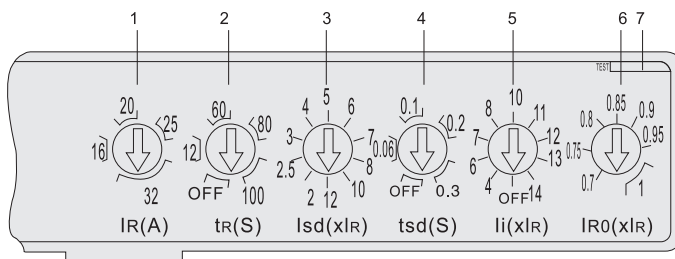 1 2 3 4 5 6 7
TEST
16 20 25 32
IR(A)
OFF 12 60 80 100
tR(S)
2 2.5 3 4 5 6 7 8 10 12
Isd(xIR)
OFF 0.06 0.1 0.2 0.3
tsd(S)
4 6 7 8 10 11 12 13 14 OFF
Ii(xIR)
0.7 0.75 0.8 0.85 0.9 0.95 1
IR0(xIR)